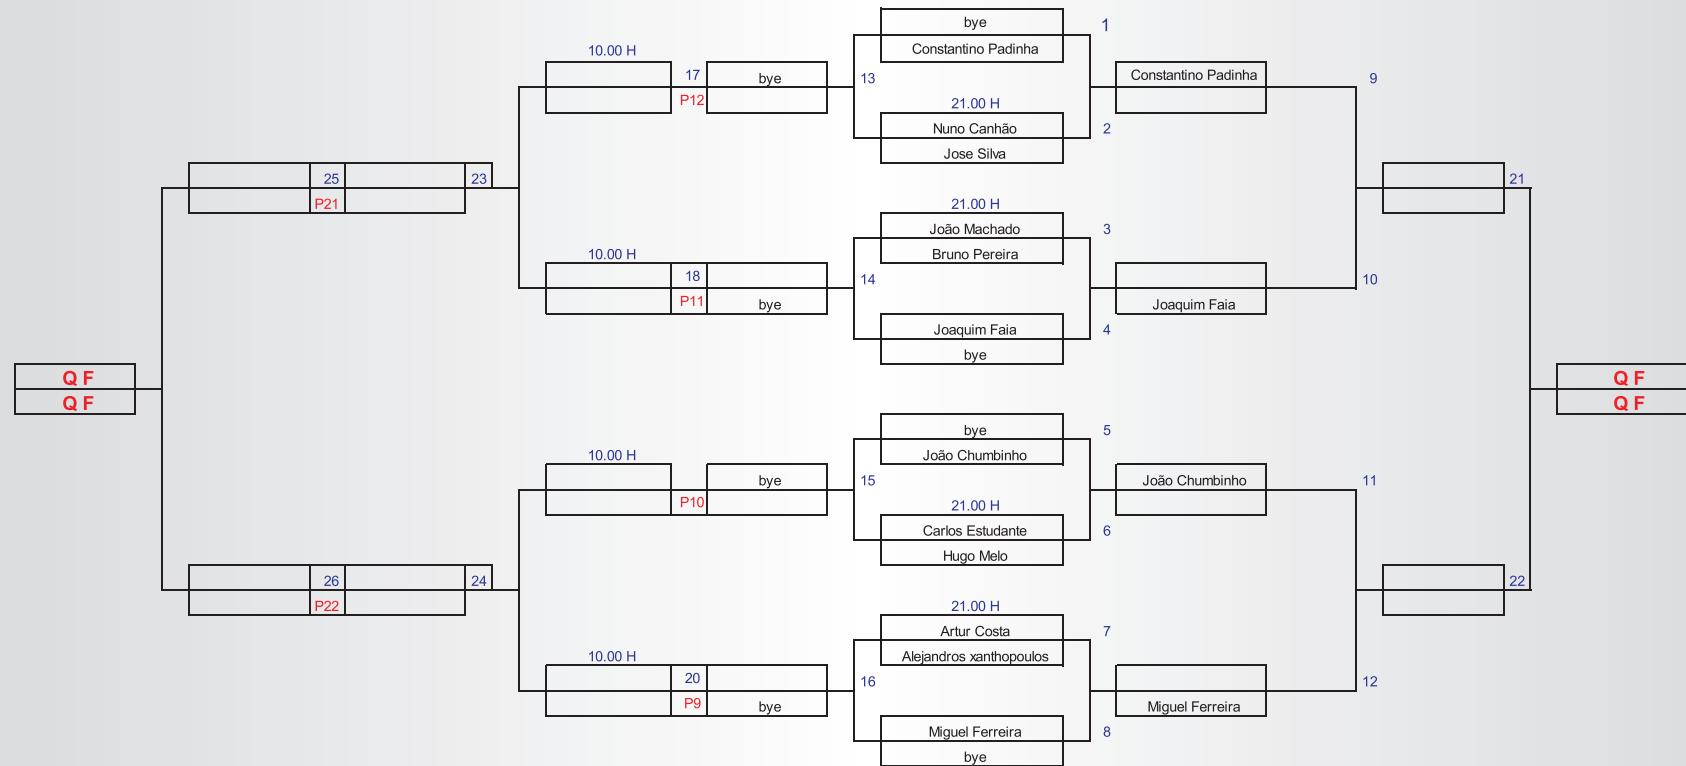 bye
1
Constantino Padinha
10.00 H
17
bye
13
Constantino Padinha
9
P12
21.00 H
Nuno Canhão
2
Jose Silva
25
23
21
P21
21.00 H
João Machado
3
Bruno Pereira
10.00 H
18
14
10
P11
bye
Joaquim Faia
Joaquim Faia
4
bye
Q F
Q F
Q F
Q F
bye
5
João Chumbinho
10.00 H
bye
15
João Chumbinho
11
P10
21.00 H
Carlos Estudante
6
Hugo Melo
26
24
22
P22
21.00 H
Artur Costa
7
Alejandros xanthopoulos
10.00 H
20
16
12
P9
bye
Miguel Ferreira
Miguel Ferreira
8
bye